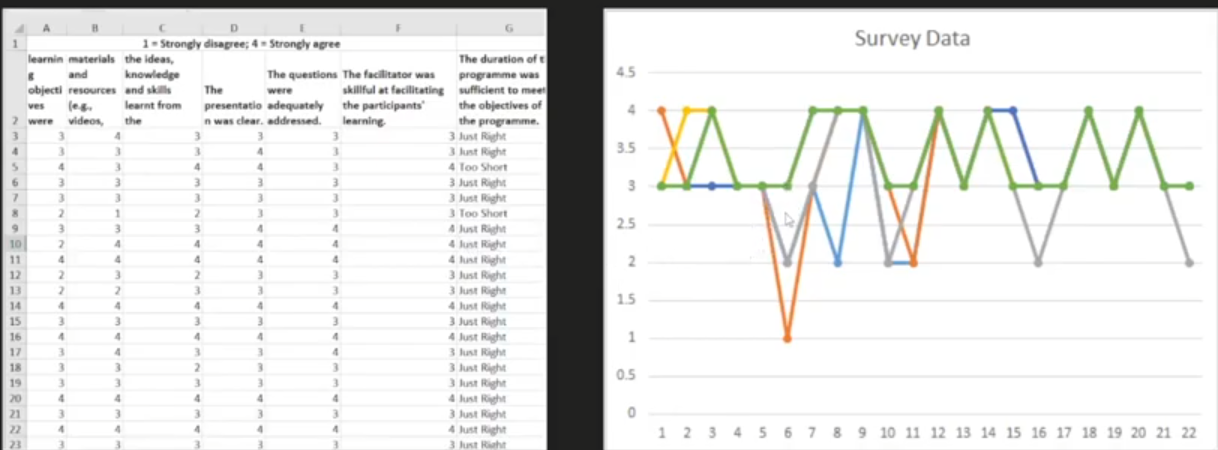 A B C D E F G
1 1 = Strongly disagree; 4 = Strongly agree
learnin materials the ideas, The duration of t
g and knowledge The questions The facilitator was programme was
objecti resources and skills The were skillful at facilitating sufficient to meet
ves (e.g., learnt from presentatio adequately the participants' the objectives of
2 were videos, the n was clear. addressed. learning. the programme.
3 3 4 3 3 3 3 Just Right
4 3 3 3 4 3 3 Just Right
5 4 3 4 4 3 4 Too Short
6 3 3 3 3 3 3 Just Right
7 3 3 3 3 3 3 Just Right
8 2 1 2 3 3 3 Too Short
9 3 3 3 4 4 4 Just Right
10 2 4 4 4 4 4 Just Right
11 4 4 4 4 4 4 Just Right
12 2 3 2 3 3 3 Just Right
13 2 2 3 3 3 3 Just Right
14 4 4 4 4 4 4 Just Right
15 3 3 3 3 3 3 Just Right
16 4 4 4 4 4 4 Just Right
17 3 4 3 3 4 3 Just Right
18 3 3 2 3 3 3 Just Right
19 3 3 3 3 3 3 Just Right
20 4 4 4 4 4 4 Just Right
21 3 3 3 3 3 3 Just Right
22 4 4 4 4 4 4 Just Right
23 3 3 3 3 3 3 Just Right
Survey Data
4.5
4
3.5
3
2.5
2
1.5
1
0.5
0
1 2 3 4 5 6 7 8 9 10 11 12 13 14 15 16 17 18 19 20 21 22